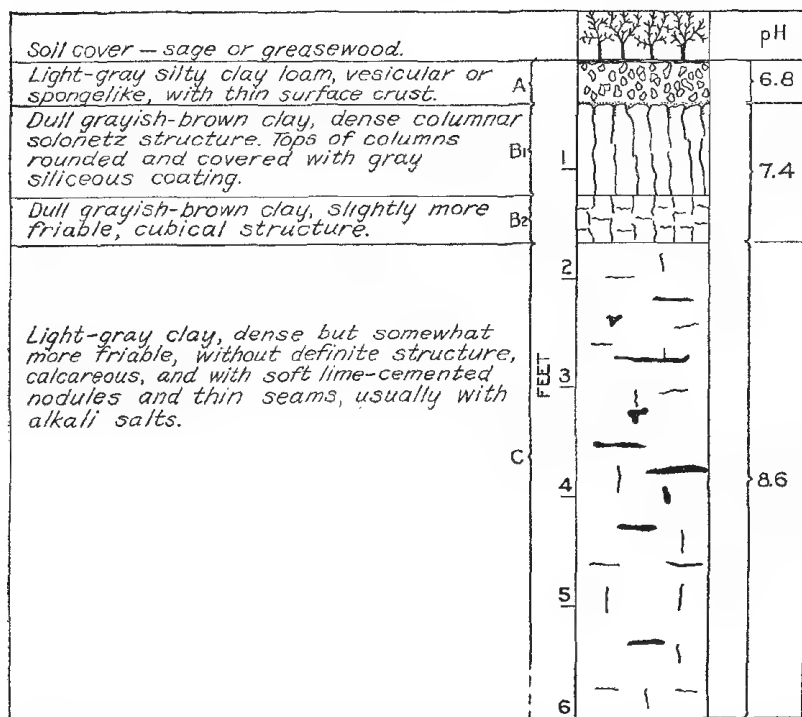 Soil cover — sage or greasewood.
pH
Light-gray silty clay loam, vesicular or
spongelike, with thin surface crust.
A
6.8
Dull grayish-brown clay, dense columnar
solonetz structure. Tops of columns
rounded and covered with gray
siliceous coating.
B1
1
7.4
Dull grayish-brown clay, slightly more
friable, cubical structure.
B2
2
Light-gray clay, dense but somewhat
more friable, without definite structure,
calcareous, and with soft lime-cemented
nodules and thin seams, usually with
alkali salts.
C
FEET
3
4
5
6
8.6